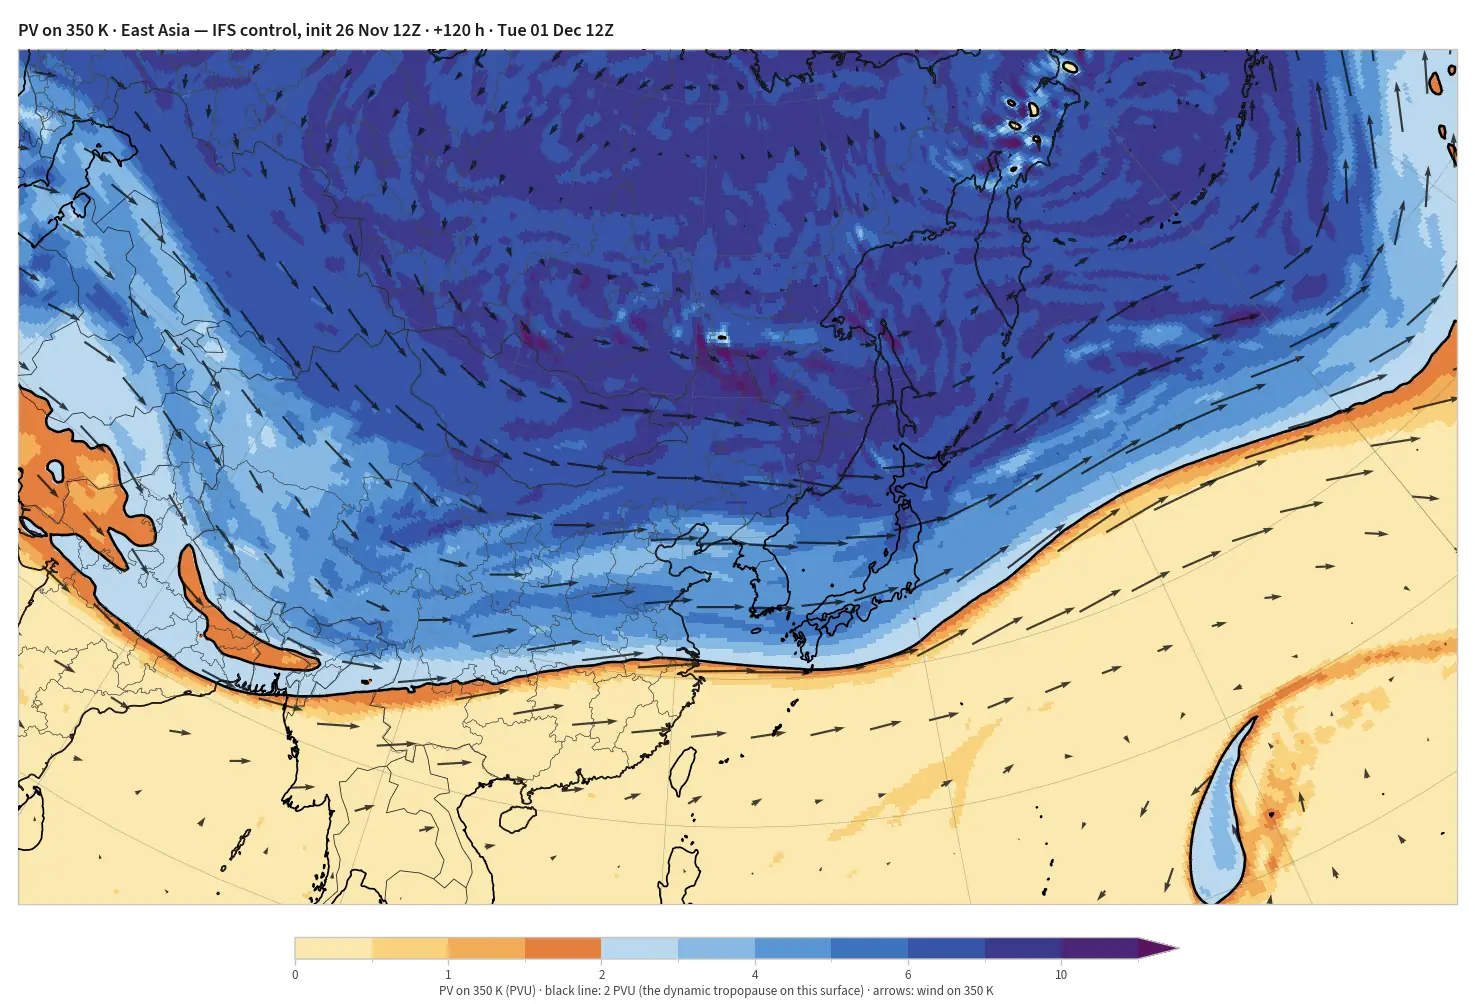 PV on 350 K · East Asia — IFS control, init 26 Nov 12Z · +120 h · Tue 01 Dec 12Z
0 1 2 4 6 10
PV on 350 K (PVU) · black line: 2 PVU (the dynamic tropopause on this surface) · arrows: wind on 350 K